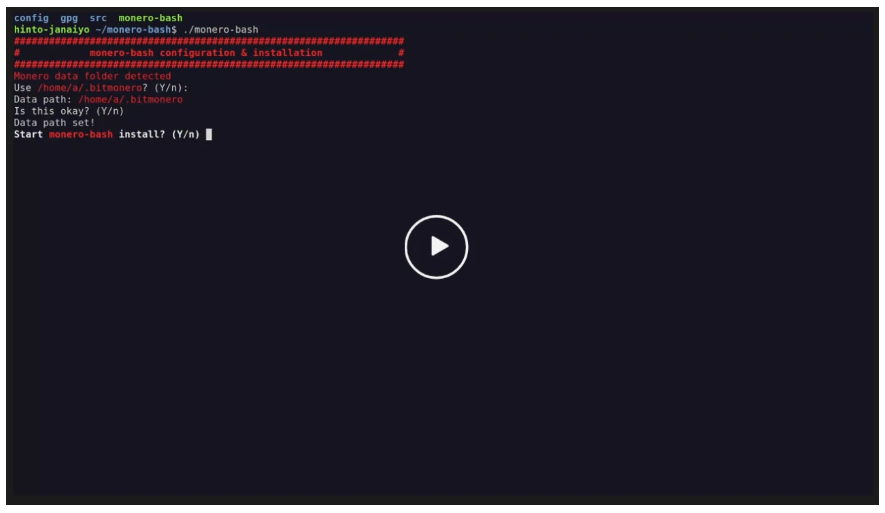 config gpg src monero-bash
hinto-janaiyo ~/monero-bash$ ./monero-bash
###################################################################
# monero-bash configuration & installation #
###################################################################
Monero data folder detected
Use /home/a/.bitmonero? (Y/n):
Data path: /home/a/.bitmonero
Is this okay? (Y/n)
Data path set!
Start monero-bash install? (Y/n)